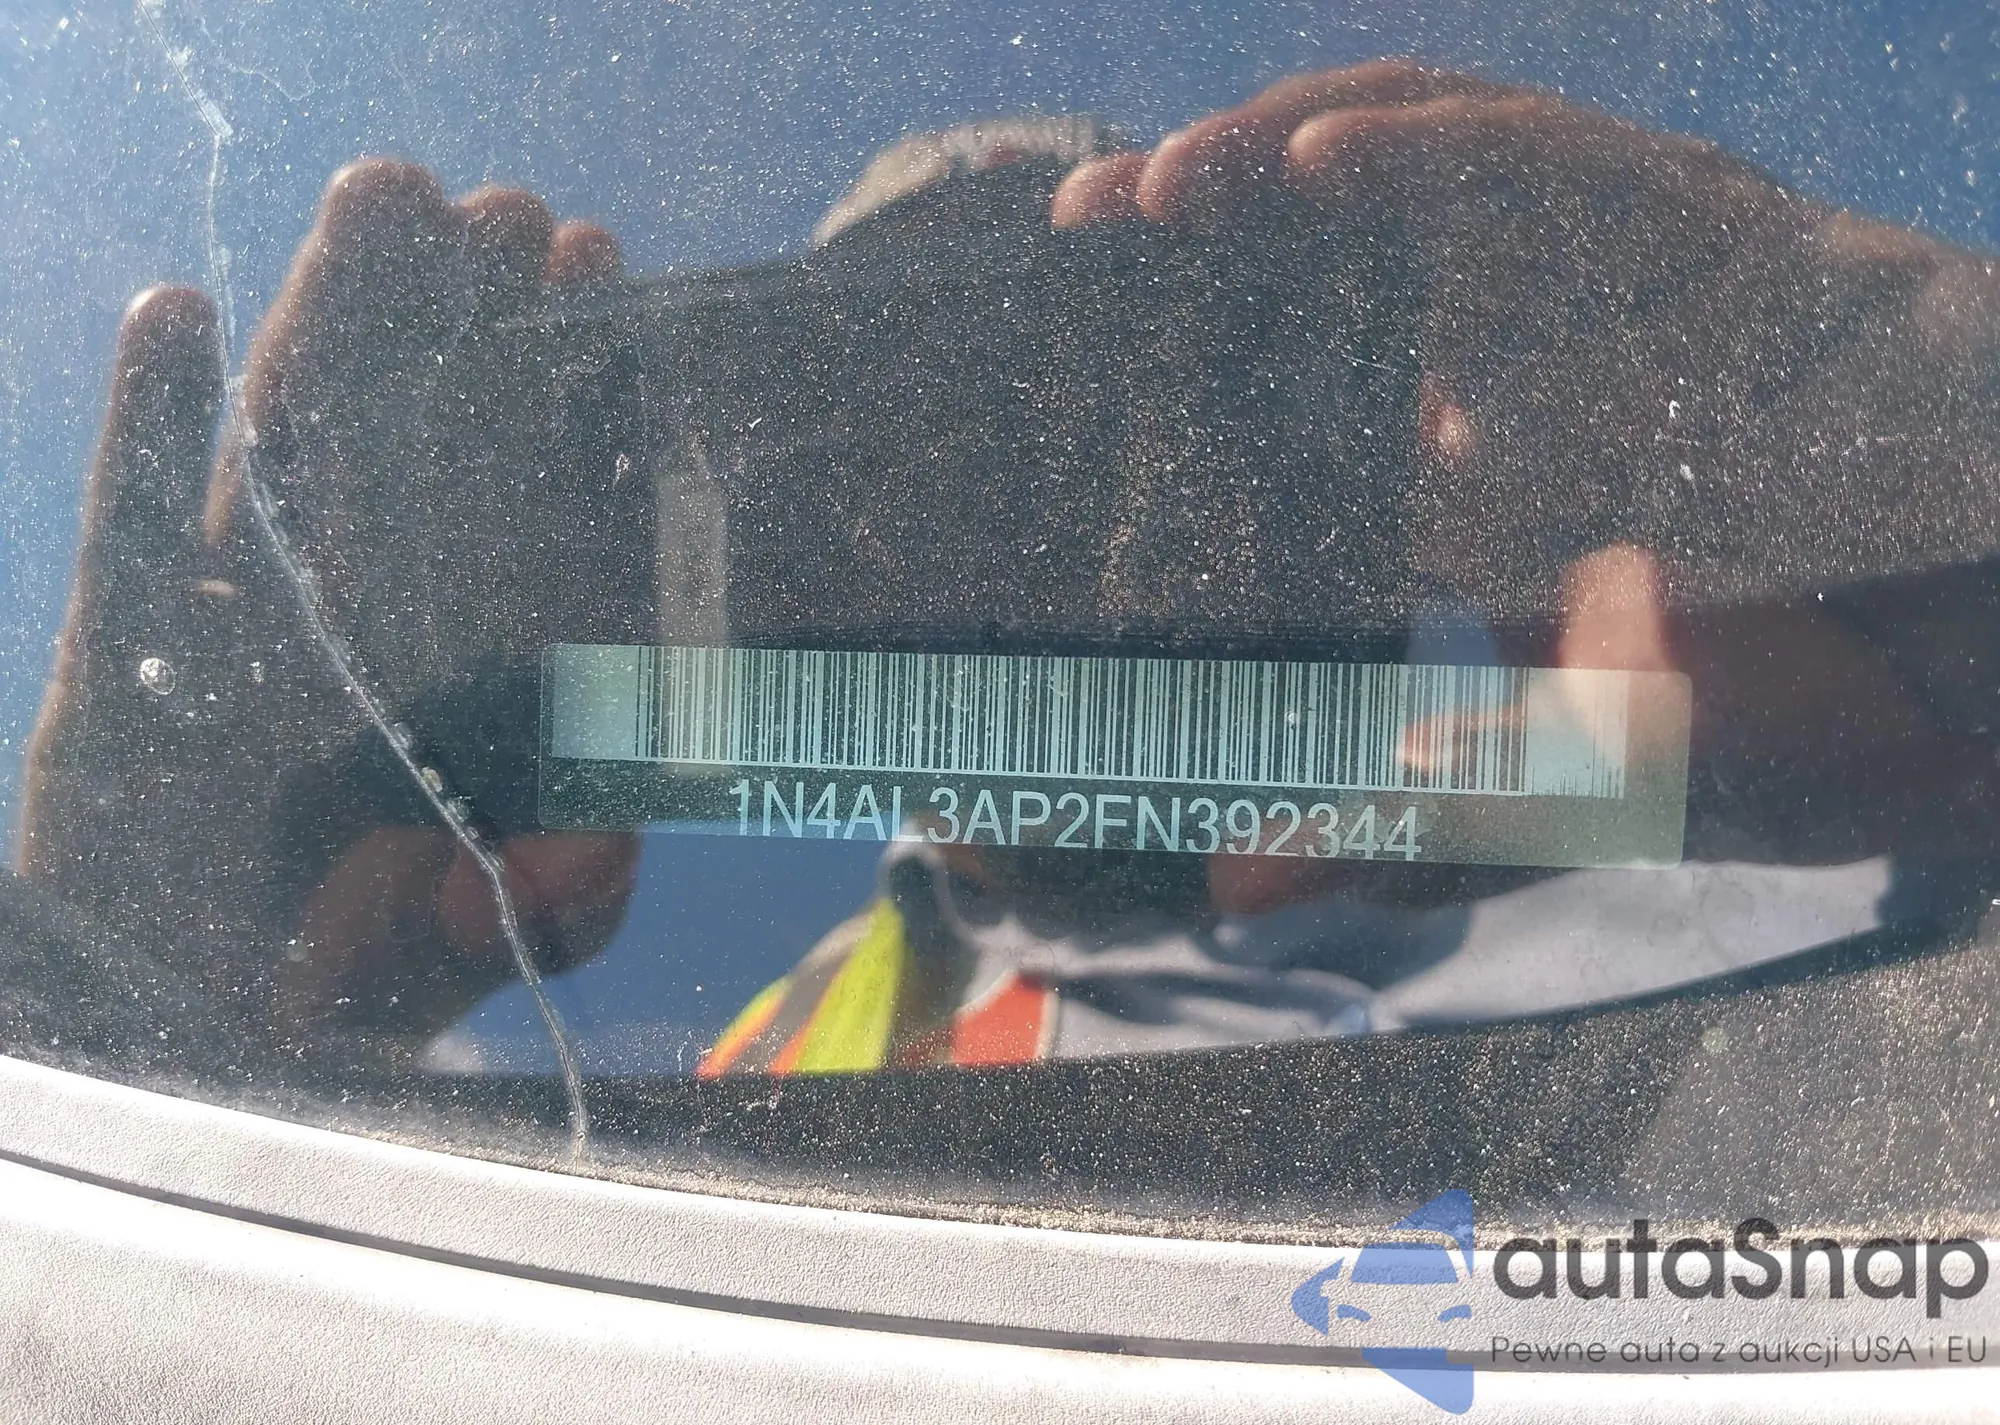 1N4AL3AP2FN392344
autaSnap
Pewne auta z aukcji USA i EU